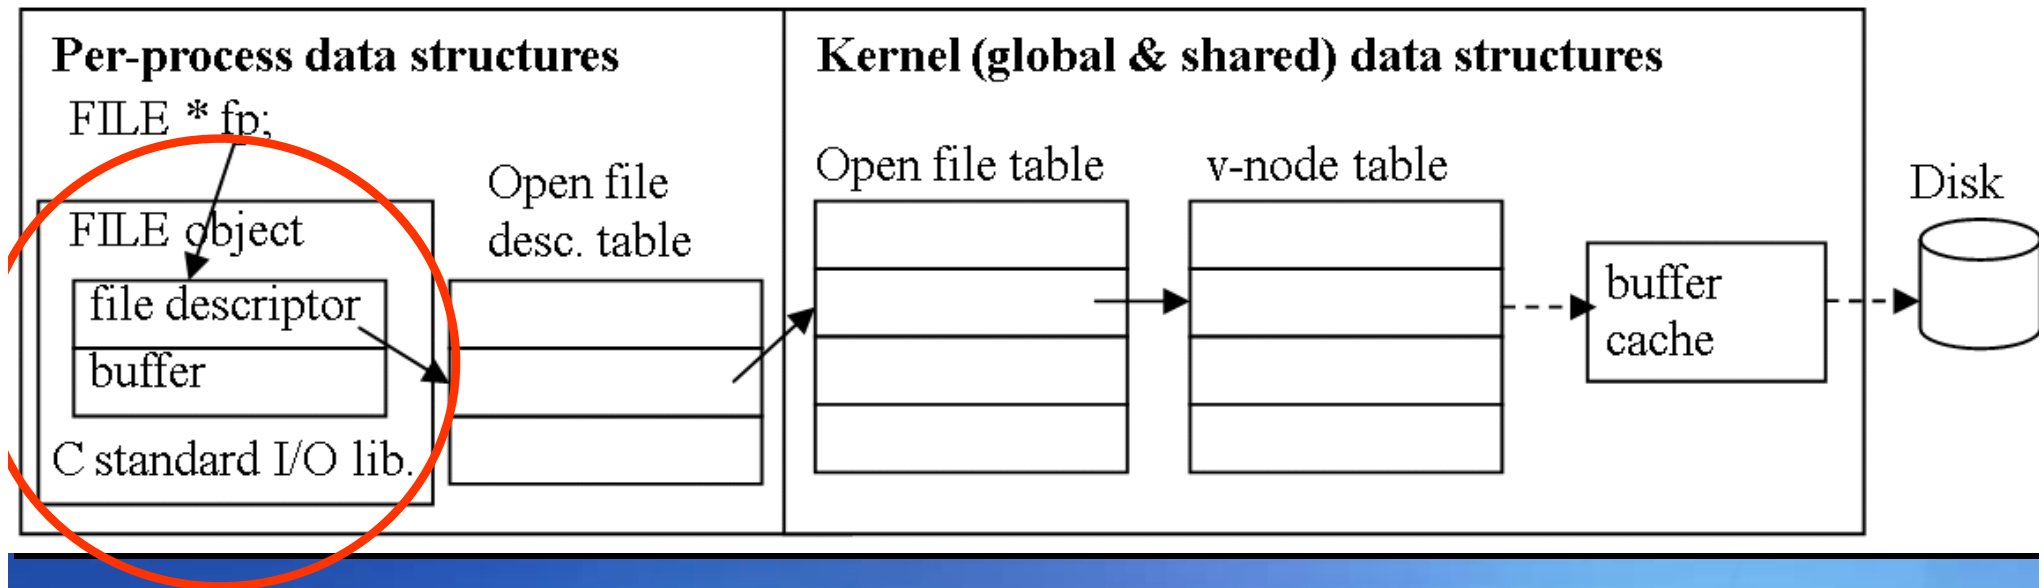 Per-process data structures
FILE * fp;
FILE object
file descriptor
buffer
C standard I/O lib.
Open file
desc. table
Kernel (global & shared) data structures
Open file table
v-node table
buffer
cache
Disk